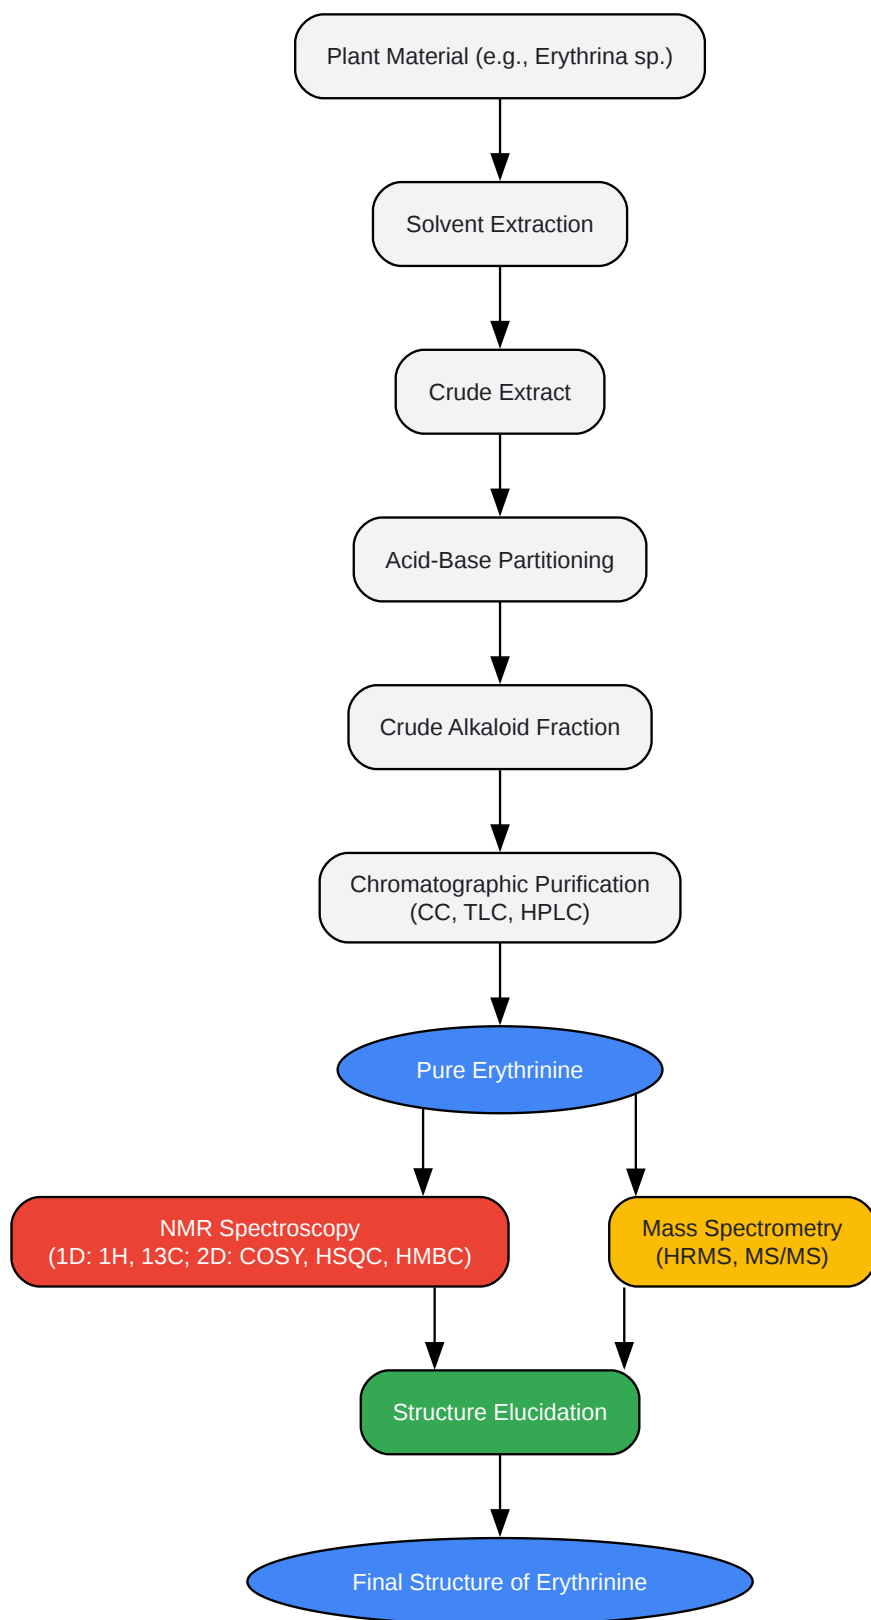 Plant Material (e.g., Erythrina sp.)
Solvent Extraction
Crude Extract
Acid-Base Partitioning
Crude Alkaloid Fraction
Chromatographic Purification
(CC, TLC, HPLC)
Pure Erythrinine
NMR Spectroscopy
(1D: 1H, 13C; 2D: COSY, HSQC, HMBC)
Mass Spectrometry
(HRMS, MS/MS)
Structure Elucidation
Final Structure of Erythrinine